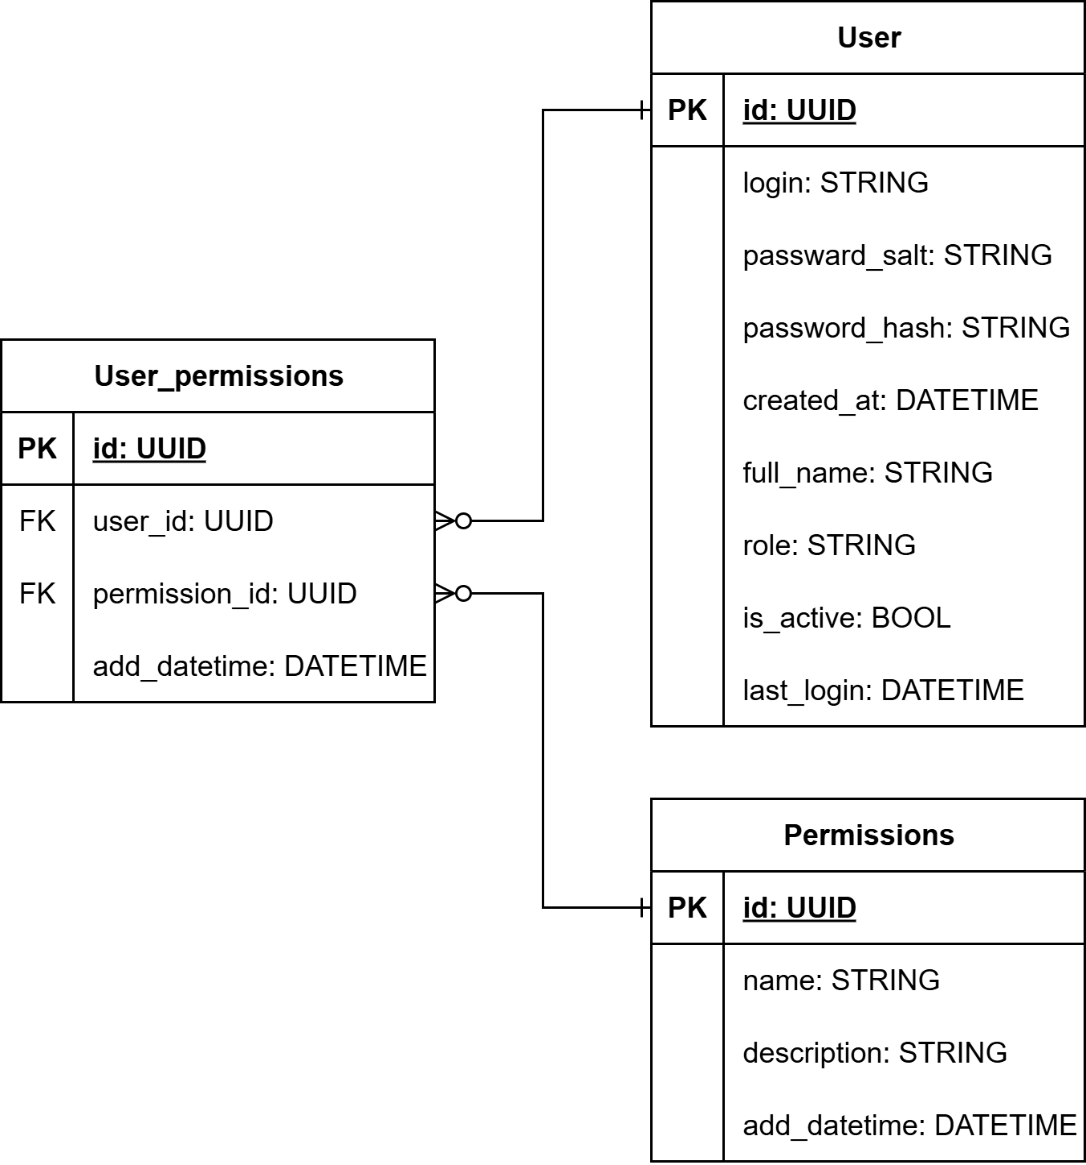 User
PK id: UUID
login: STRING
passward_salt: STRING
password_hash: STRING
created_at: DATETIME
full_name: STRING
role: STRING
is_active: BOOL
last_login: DATETIME
User_permissions
PK id: UUID
FK user_id: UUID
FK permission_id: UUID
add_datetime: DATETIME
Permissions
PK id: UUID
name: STRING
description: STRING
add_datetime: DATETIME